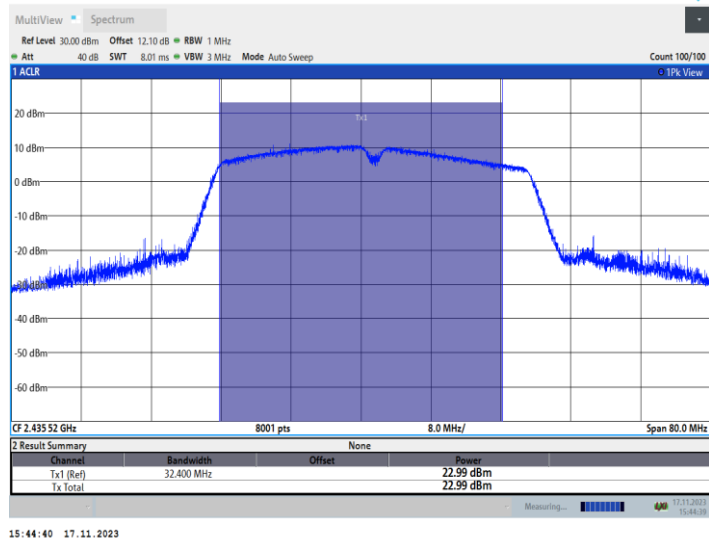 MultiView Spectrum
Ref Level 30.00 dBm Offset 12.10 dB RBW 1 MHz
Att 40 dB SWT 8.01 ms VBW 3 MHz Mode Auto Sweep Count 100/100
1 ACLR 1Pk View
Tx1
20 dBm
10 dBm
0 dBm
-10 dBm
-20 dBm
-30 dBm
-40 dBm
-50 dBm
-60 dBm
CF 2.435 52 GHz 8001 pts 8.0 MHz/ Span 80.0 MHz
2 Result Summary None
Channel Bandwidth Offset Power
Tx1 (Ref) 32.400 MHz 22.99 dBm
Tx Total 22.99 dBm
Measuring... 17.11.2023
15:44:39
15:44:40 17.11.2023